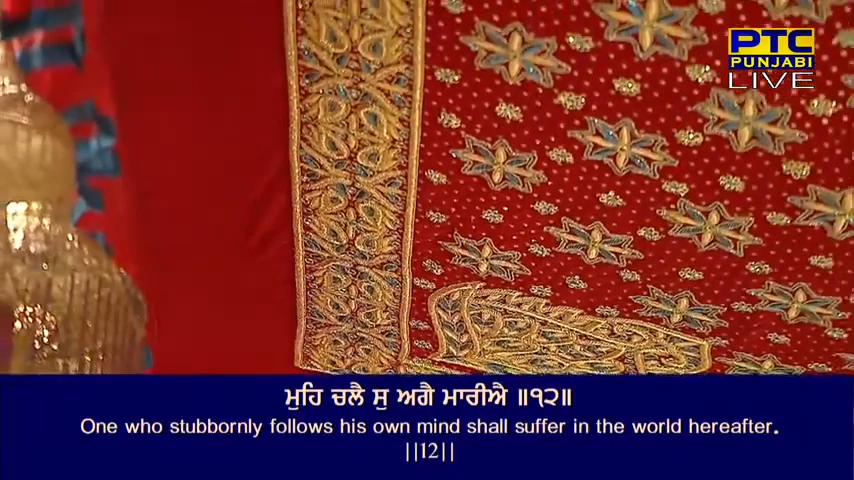 PTC
PUNJABI
LIVE
ਮੁਹਿ ਚਲੈ ਸੁ ਅਗੈ ਮਾਰੀਐ ॥੧੨॥
One who stubbornly follows his own mind shall suffer in the world hereafter.
||12||